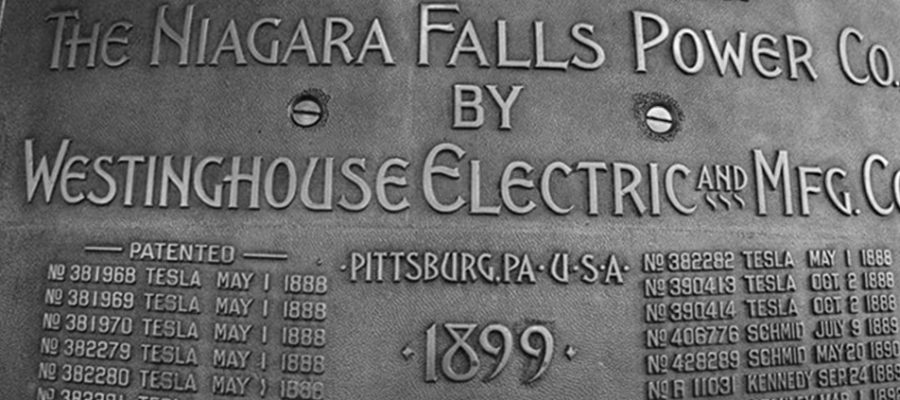 THE NIAGARA FALLS POWER CO.
BY
WESTINGHOUSE ELECTRIC AND MFG. CO
PATENTED
No 381968 TESLA MAY 1 1888
No 381969 TESLA MAY 1 1888
No 381970 TESLA MAY 1 1888
No 382279 TESLA MAY 1 1888
No 382280 TESLA MAY 1 1888
·PITTSBURG, PA·U·S·A·
·1899·
No 382282 TESLA MAY 1 1888
No 390413 TESLA OCT. 2 1888
No 390414 TESLA OCT. 2 1888
No 406776 SCHMID JULY 9 1889
No 428289 SCHMID MAY 20 1890
No R 11031 KENNEDY SEP. 24 1889